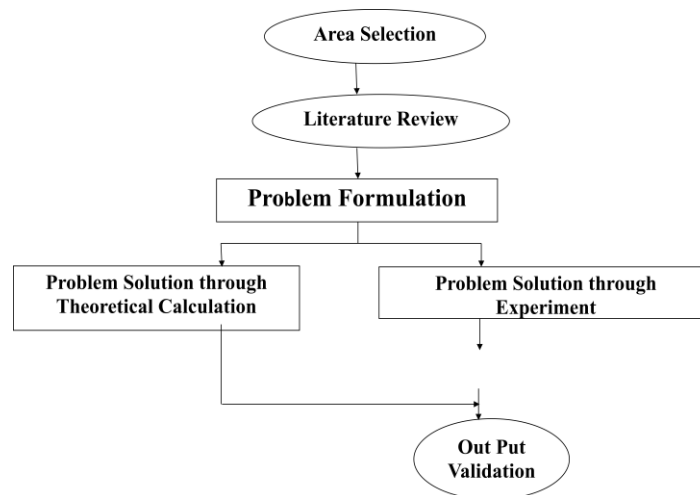 Area Selection
Literature Review
Problem Formulation
Problem Solution through
Theoretical Calculation
Problem Solution through
Experiment
Out Put
Validation